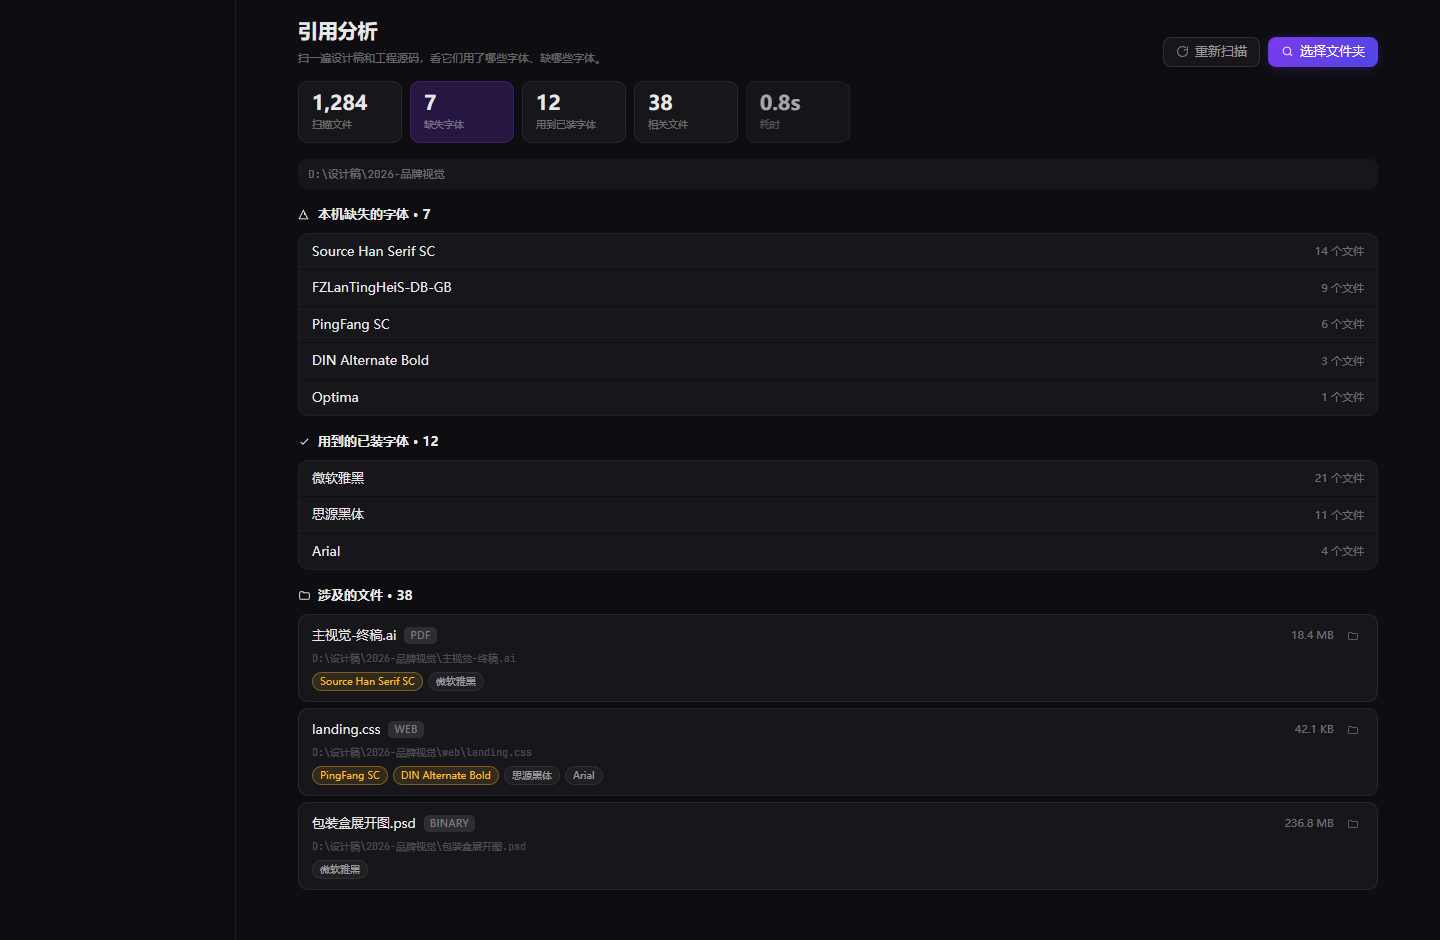 引用分析
扫一遍设计稿和工程源码，看它们用了哪些字体、缺哪些字体。
重新扫描
选择文件夹
1,284
扫描文件
7
缺失字体
12
用到已装字体
38
相关文件
0.8s
耗时
D:\设计稿\2026-品牌视觉
本机缺失的字体 • 7
Source Han Serif SC 14 个文件
FZLanTingHeiS-DB-GB 9 个文件
PingFang SC 6 个文件
DIN Alternate Bold 3 个文件
Optima 1 个文件
用到的已装字体 • 12
微软雅黑 21 个文件
思源黑体 11 个文件
Arial 4 个文件
涉及的文件 • 38
主视觉-终稿.ai PDF 18.4 MB
D:\设计稿\2026-品牌视觉\主视觉-终稿.ai
Source Han Serif SC 微软雅黑
landing.css WEB 42.1 KB
D:\设计稿\2026-品牌视觉\web\landing.css
PingFang SC DIN Alternate Bold 思源黑体 Arial
包装盒展开图.psd BINARY 236.8 MB
D:\设计稿\2026-品牌视觉\包装盒展开图.psd
微软雅黑